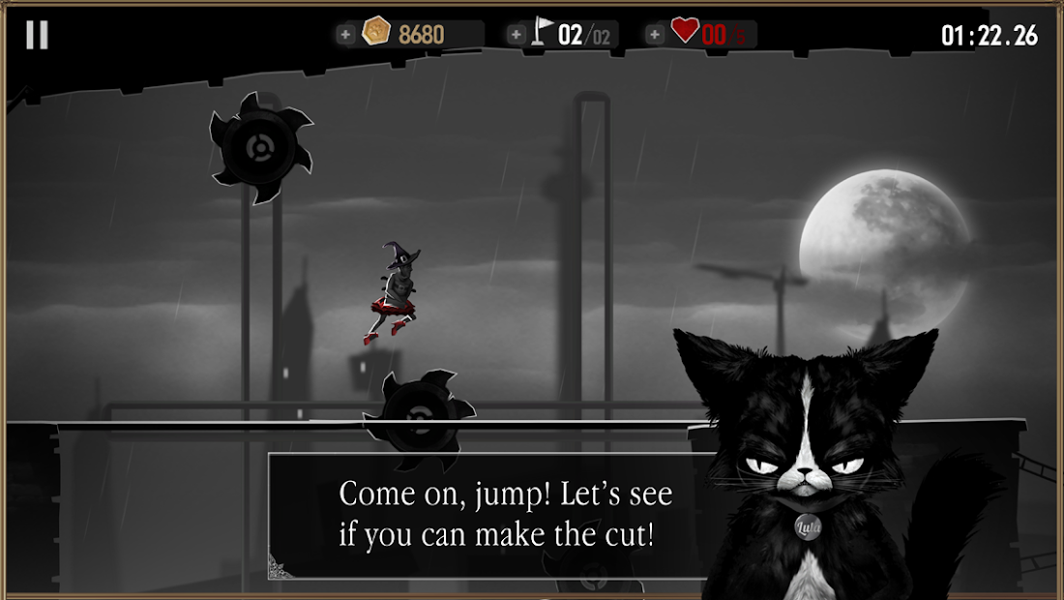 8680
02/02
00/5
01:22.26
Come on, jump! Let's see
if you can make the cut!
Lula